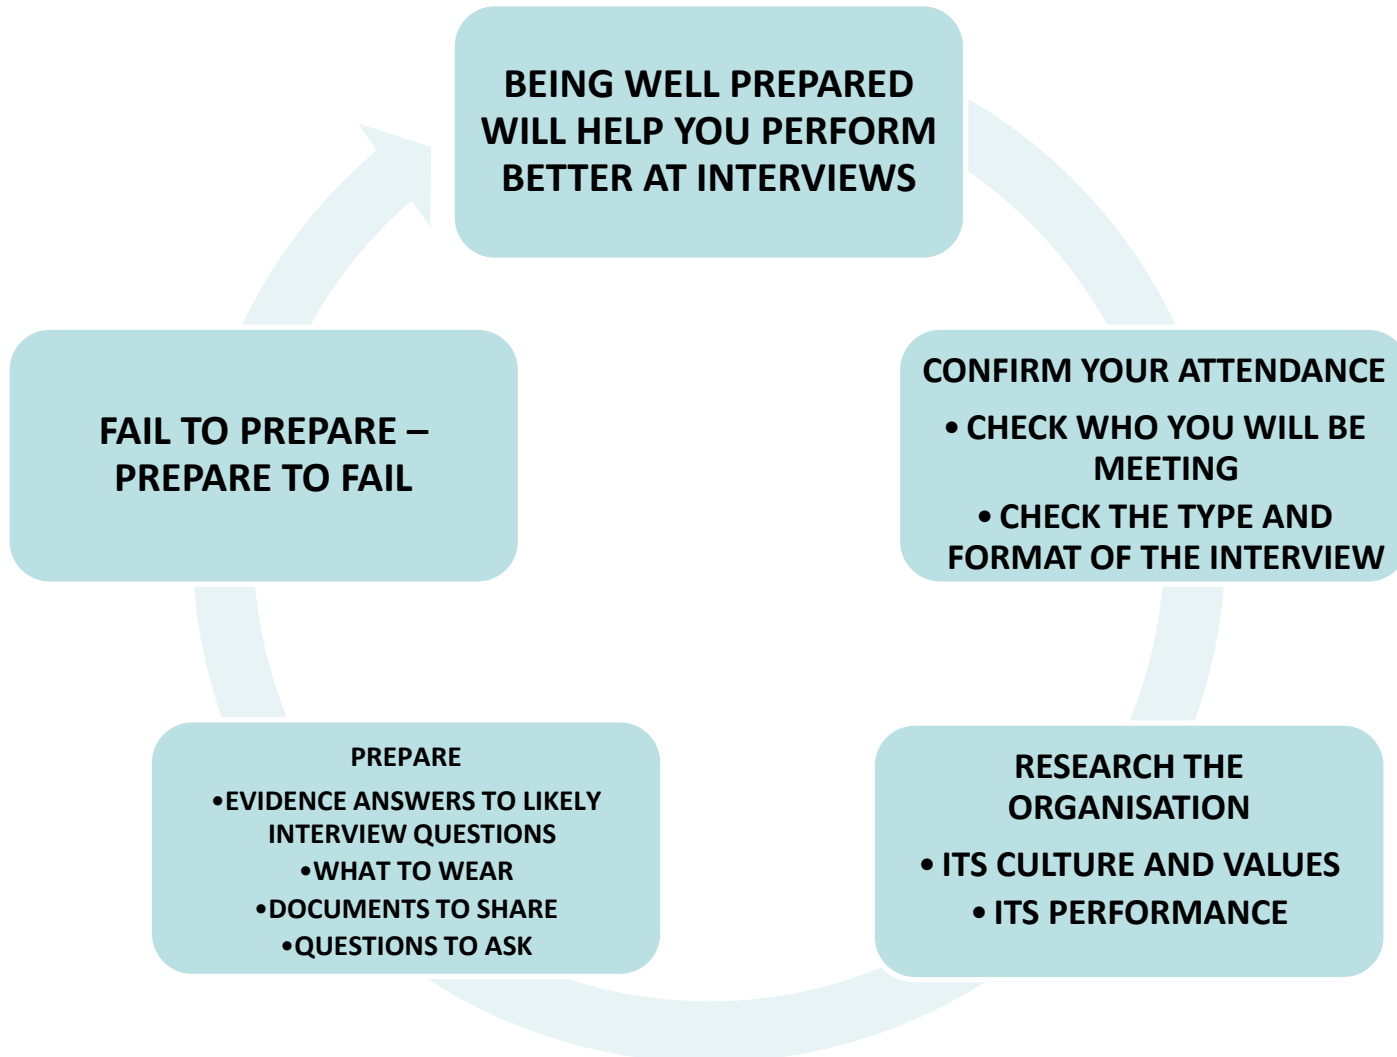 BEING WELL PREPARED
WILL HELP YOU PERFORM
BETTER AT INTERVIEWS
CONFIRM YOUR ATTENDANCE
• CHECK WHO YOU WILL BE
MEETING
• CHECK THE TYPE AND
FORMAT OF THE INTERVIEW
RESEARCH THE
ORGANISATION
• ITS CULTURE AND VALUES
• ITS PERFORMANCE
PREPARE
•EVIDENCE ANSWERS TO LIKELY
INTERVIEW QUESTIONS
•WHAT TO WEAR
•DOCUMENTS TO SHARE
•QUESTIONS TO ASK
FAIL TO PREPARE –
PREPARE TO FAIL